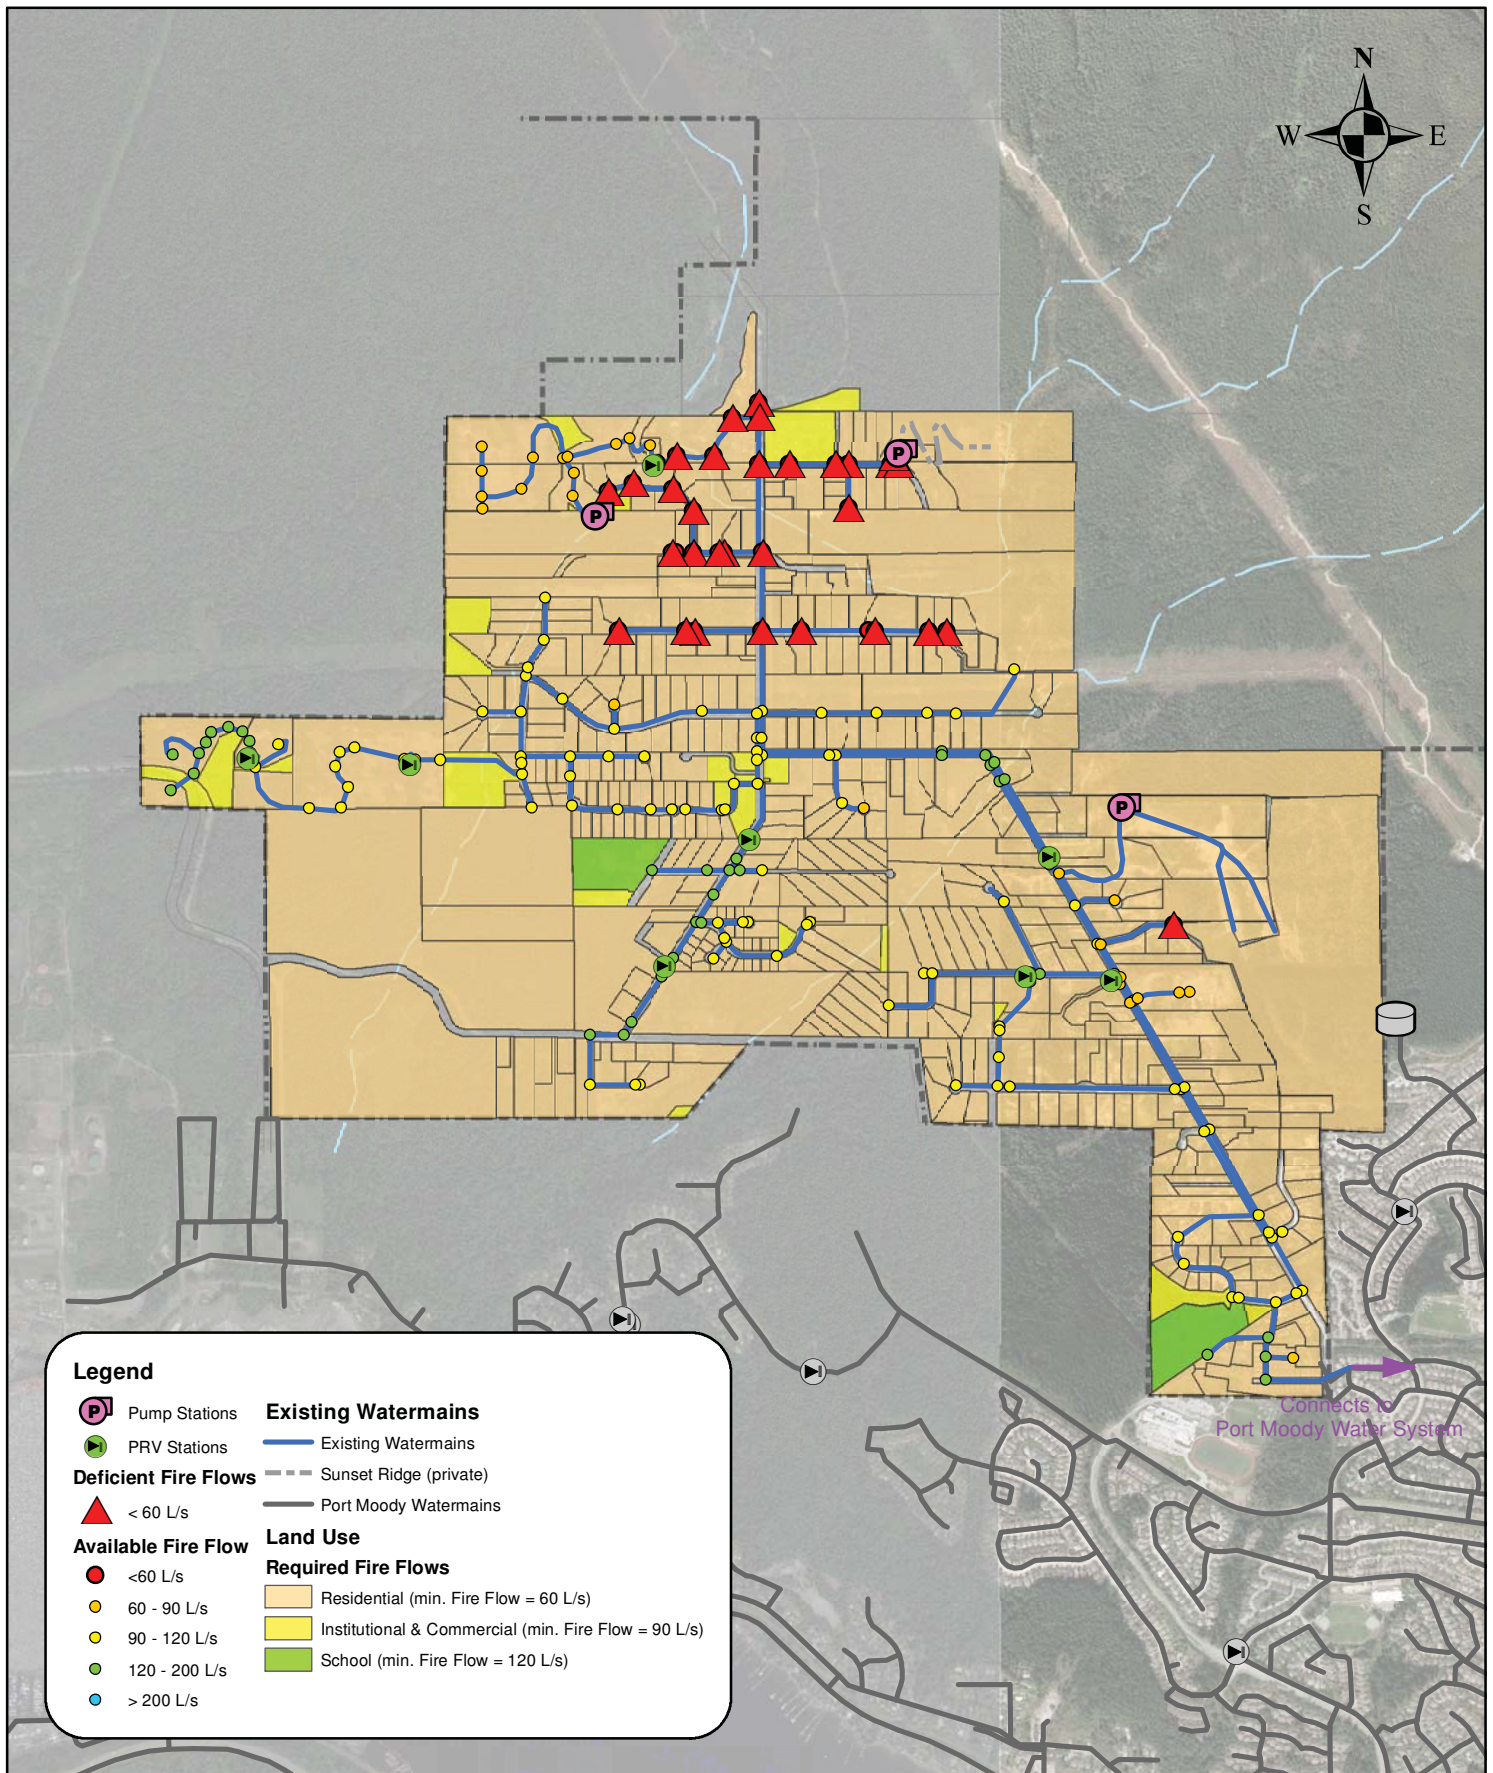 N
W
E
S
P
P
P
Connects to
Port Moody Water System
Legend
P Pump Stations
PRV Stations
Deficient Fire Flows
< 60 L/s
Available Fire Flow
<60 L/s
60 - 90 L/s
90 - 120 L/s
120 - 200 L/s
> 200 L/s
Existing Watermains
Existing Watermains
Sunset Ridge (private)
Port Moody Watermains
Land Use
Required Fire Flows
Residential (min. Fire Flow = 60 L/s)
Institutional & Commercial (min. Fire Flow = 90 L/s)
School (min. Fire Flow = 120 L/s)